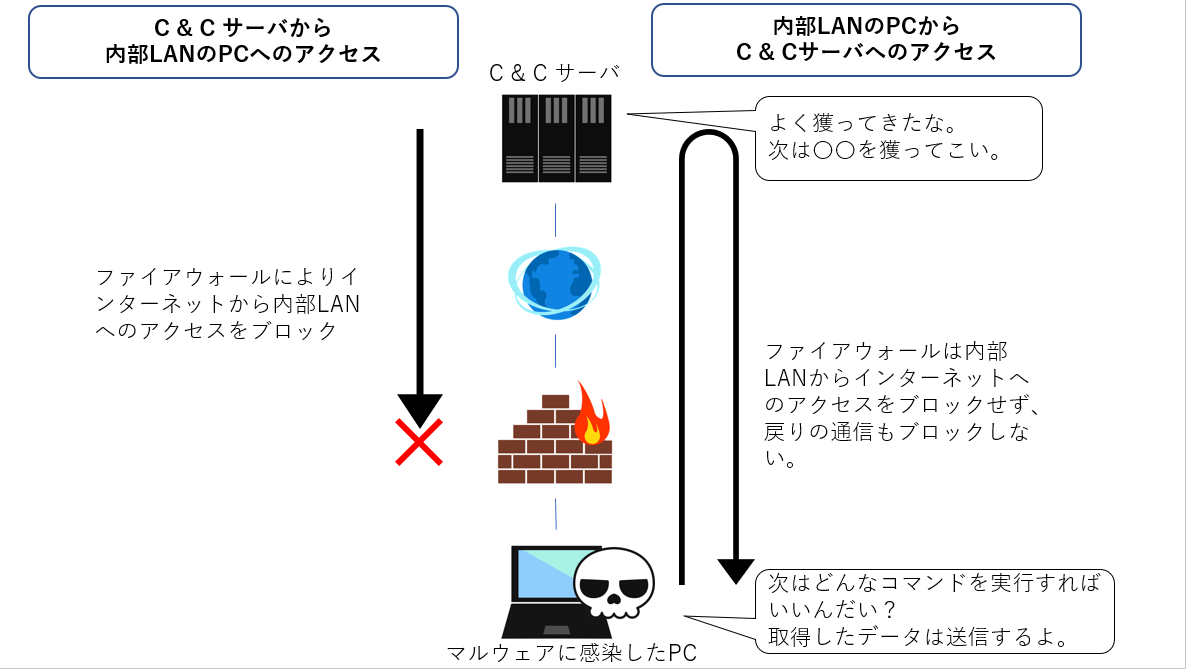 C & C サーバから
内部LANのPCへのアクセス
内部LANのPCから
C & Cサーバへのアクセス
C & C サーバ
よく獲ってきたな。
次は〇〇を獲ってこい。
ファイアウォールによりイ
ンターネットから内部LAN
へのアクセスをブロック
ファイアウォールは内部
LANからインターネットへ
のアクセスをブロックせず、
戻りの通信もブロックしな
い。
次はどんなコマンドを実行すれば
いいんだい？
取得したデータは送信するよ。
マルウェアに感染したPC